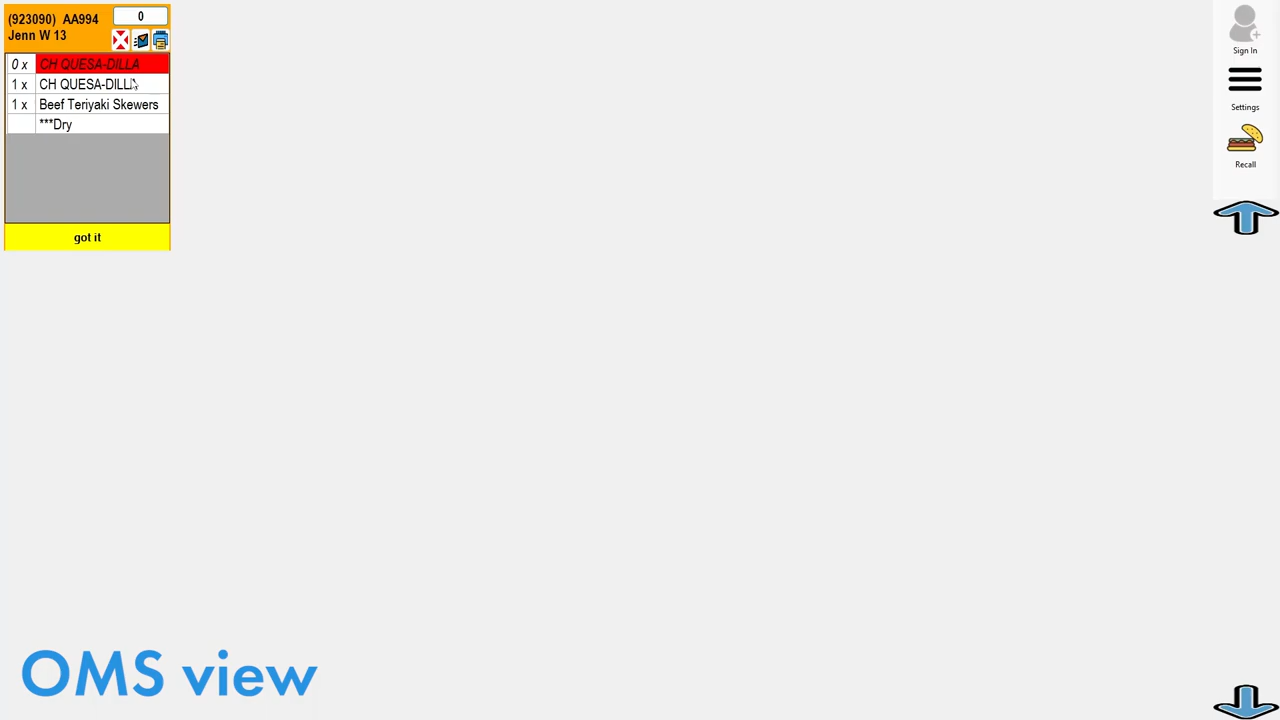 (923090) AA994
0
Jenn W 13
0 x CH QUESA-DILLA
1 x CH QUESA-DILLA
1 x Beef Teriyaki Skewers
***Dry
got it
Sign In
Settings
Recall
OMS view